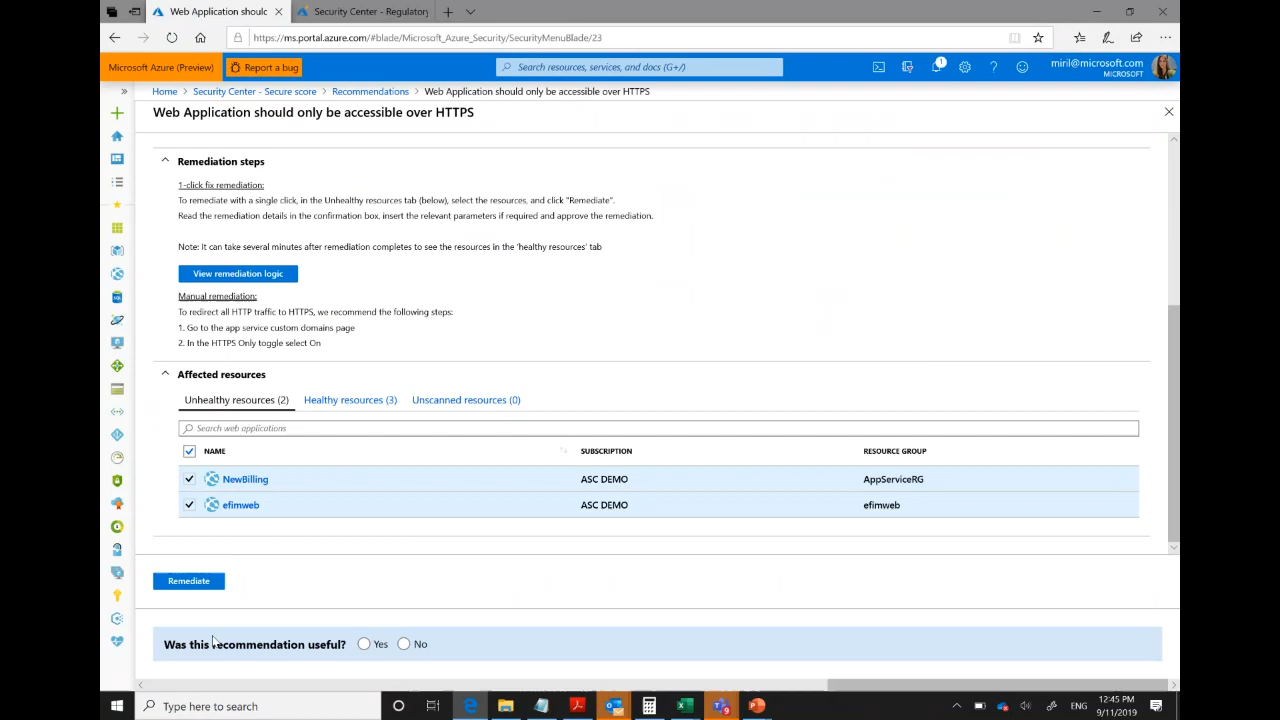 Web Application shoulc
Security Center - Regulatory
https://ms.portal.azure.com/#blade/Microsoft_Azure_Security/SecurityMenuBlade/23
Microsoft Azure (Preview)
Report a bug
Search resources, services, and docs (G+/)
1
miril@microsoft.com
MICROSOFT
Home > Security Center - Secure score > Recommendations > Web Application should only be accessible over HTTPS
Web Application should only be accessible over HTTPS
Remediation steps
1-click fix remediation:
To remediate with a single click, in the Unhealthy resources tab (below), select the resources, and click "Remediate".
Read the remediation details in the confirmation box, insert the relevant parameters if required and approve the remediation.
Note: It can take several minutes after remediation completes to see the resources in the 'healthy resources' tab
View remediation logic
Manual remediation:
To redirect all HTTP traffic to HTTPS, we recommend the following steps:
1. Go to the app service custom domains page
2. In the HTTPS Only toggle select On
Affected resources
Unhealthy resources (2) Healthy resources (3) Unscanned resources (0)
Search web applications
NAME SUBSCRIPTION RESOURCE GROUP
NewBilling ASC DEMO AppServiceRG
efimweb ASC DEMO efimweb
Remediate
Was this recommendation useful? Yes No
Type here to search
ENG
12:45 PM
9/11/2019